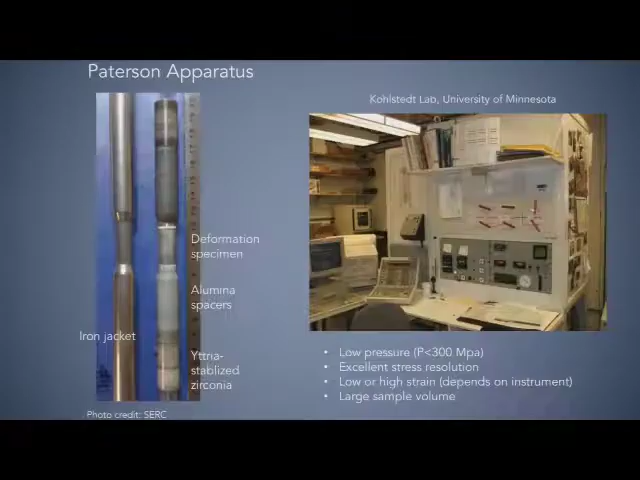 Paterson Apparatus
Kohlstedt Lab, University of Minnesota
Deformation
specimen
Alumina
spacers
Iron jacket
Yttria-
stablized
zirconia
Photo credit: SERC
• Low pressure (P<300 Mpa)
• Excellent stress resolution
• Low or high strain (depends on instrument)
• Large sample volume